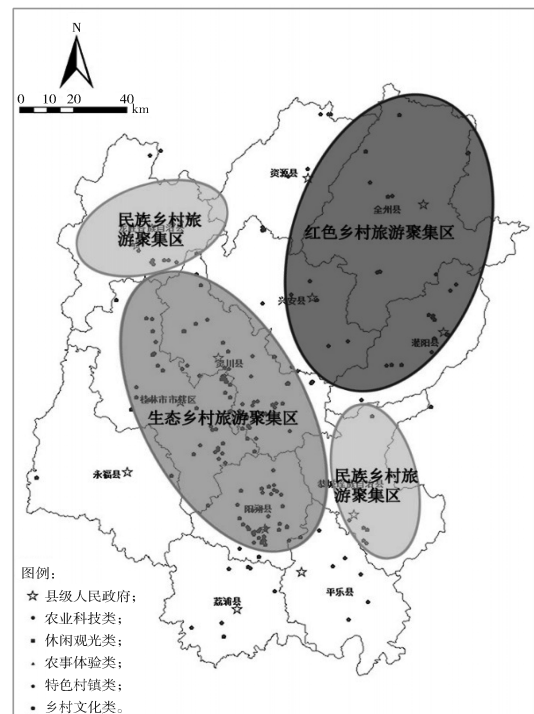 N
0 10 20 40
km
资源县
民族乡村旅
游聚集区
全州县
红色乡村旅游聚集区
兴安县
灌阳县
灵川县
桂林市市辖区
生态乡村旅游聚集区
永福县
民族乡村旅
游聚集区
阳朔县
平乐县
荔浦县
图例：
县级人民政府；
农业科技类；
休闲观光类；
农事体验类；
特色村镇类；
乡村文化类。